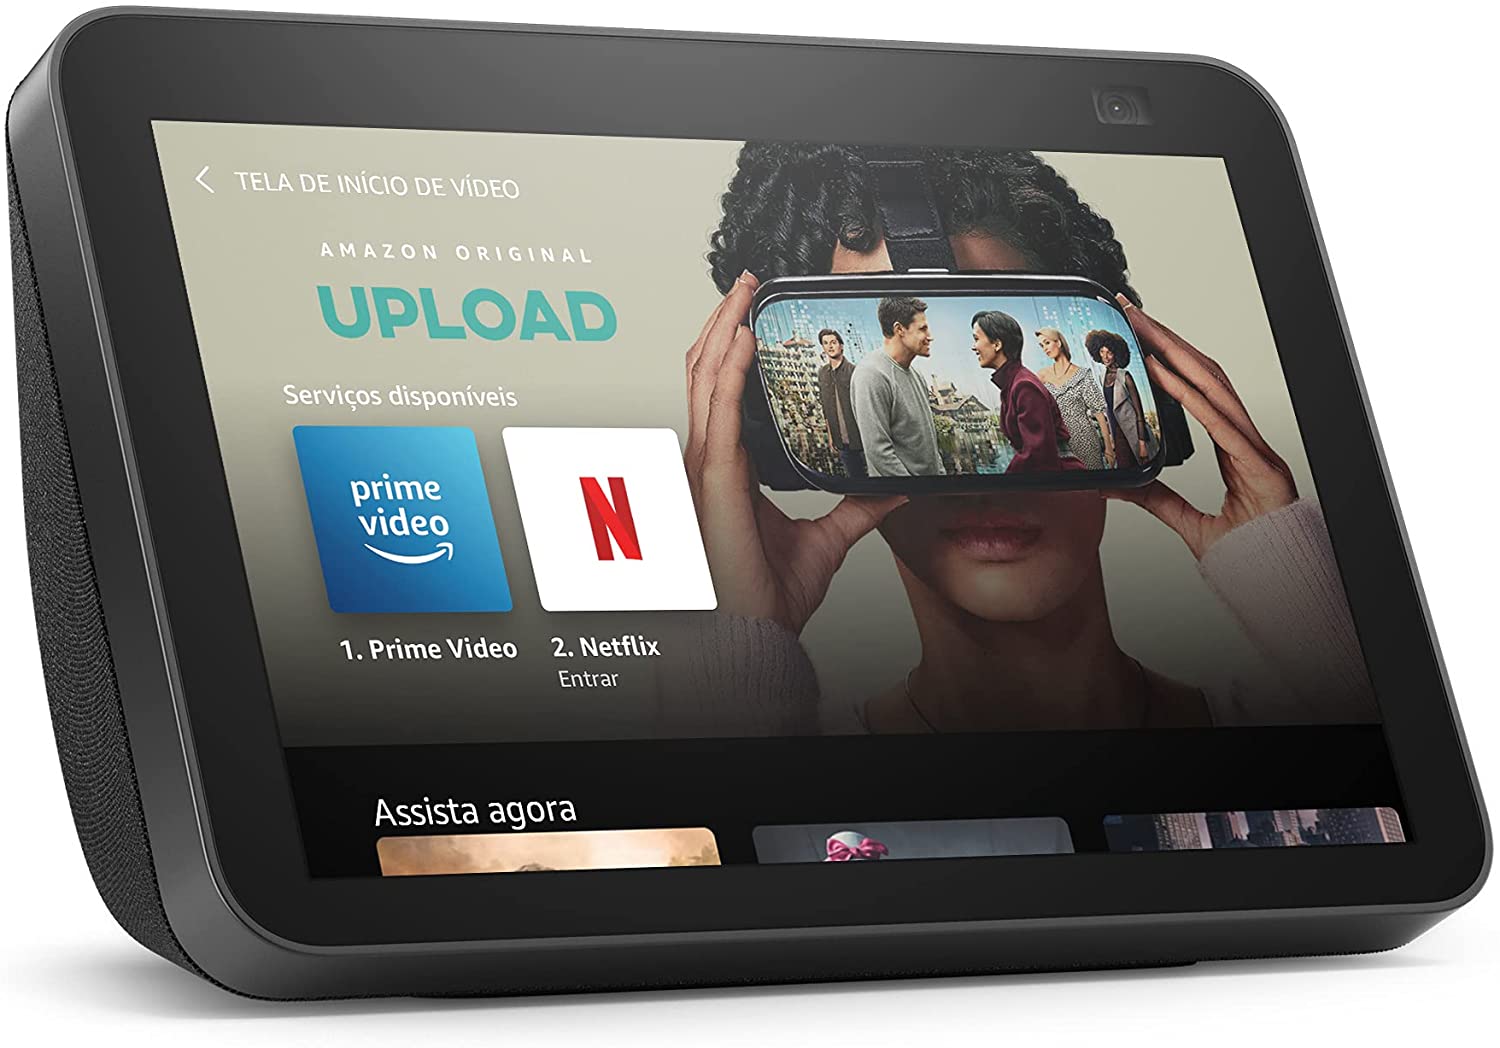 TELA DE INÍCIO DE VÍDEO
AMAZON ORIGINAL
UPLOAD
Serviços disponíveis
prime
video
N
1. Prime Video
2. Netflix
Entrar
Assista agora